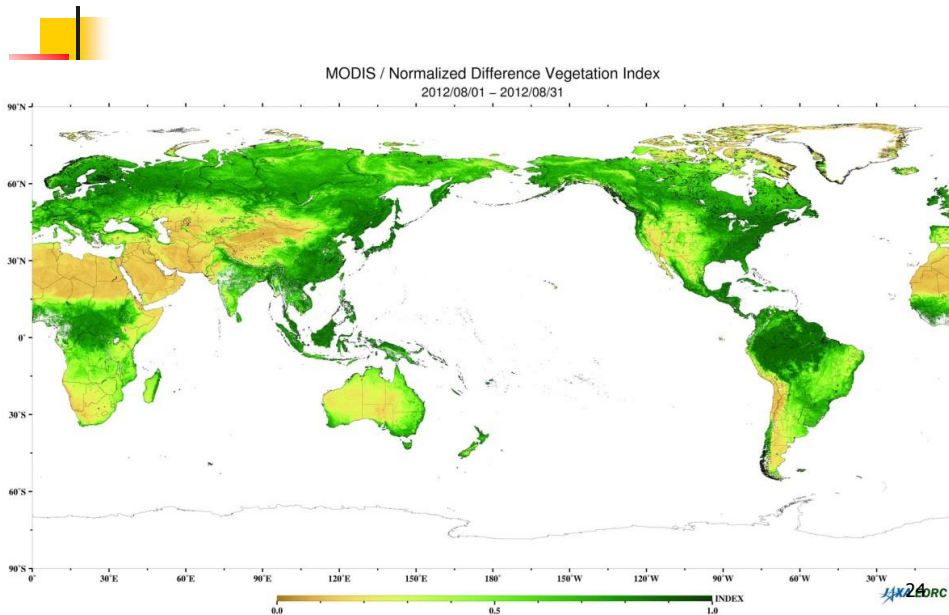 MODIS / Normalized Difference Vegetation Index
2012/08/01 – 2012/08/31
90˚N
60˚N
30˚N
0˚
30˚S
60˚S
90˚S
0˚ 30˚E 60˚E 90˚E 120˚E 150˚E 180˚ 150˚W 120˚W 90˚W 60˚W 30˚W
INDEX
0.0 0.5 1.0
24